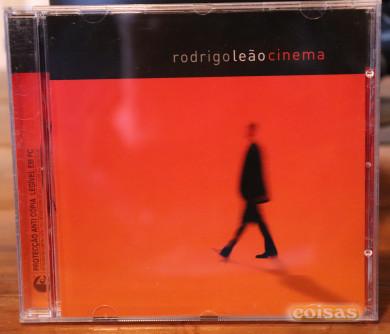 rodrigoleãocinema
PROTECÇÃO ANTI CÓPIA LEGÍVEL EM PC
coisas